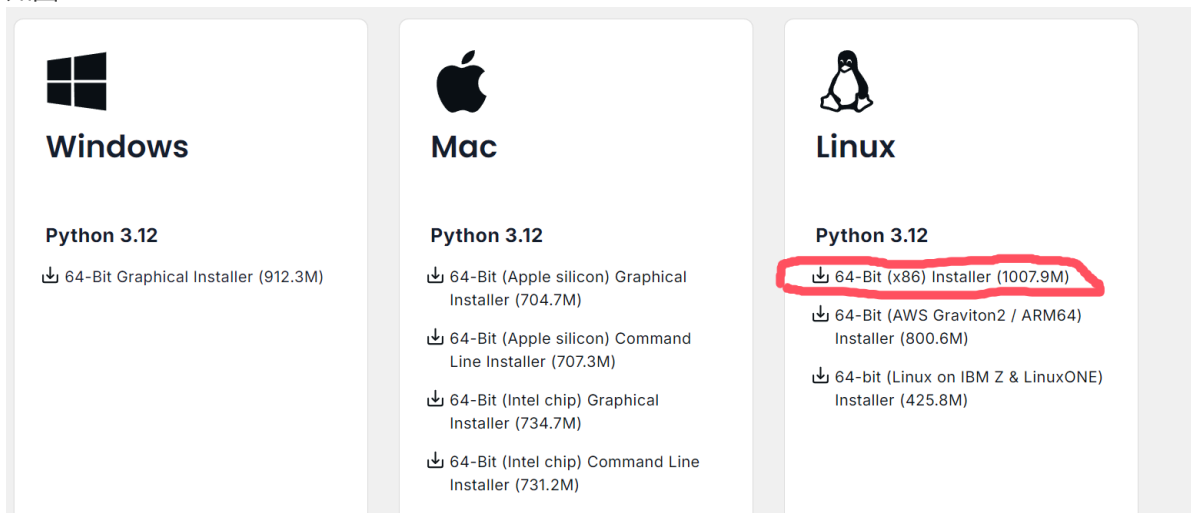 Windows
Python 3.12
64-Bit Graphical Installer (912.3M)
Mac
Python 3.12
64-Bit (Apple silicon) Graphical
Installer (704.7M)
64-Bit (Apple silicon) Command
Line Installer (707.3M)
64-Bit (Intel chip) Graphical
Installer (734.7M)
64-Bit (Intel chip) Command Line
Installer (731.2M)
Linux
Python 3.12
64-Bit (x86) Installer (1007.9M)
64-Bit (AWS Graviton2 / ARM64)
Installer (800.6M)
64-bit (Linux on IBM Z & LinuxONE)
Installer (425.8M)